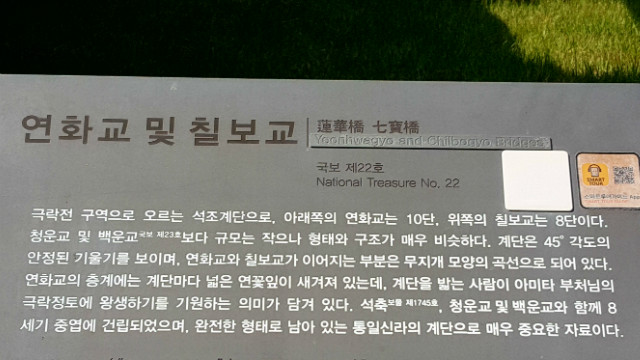 연화교 및 칠보교
蓮華橋 七寶橋
Yeonhwagyo and Chilbogyo Bridges
국보 제22호
National Treasure No. 22
SMART TOUR
극락전 구역으로 오르는 석조계단으로, 아래쪽의 연화교는 10단, 위쪽의 칠보교는 8단이다.
청운교 및 백운교국보 제23호보다 규모는 작으나 형태와 구조가 매우 비슷하다. 계단은 45° 각도의
안정된 기울기를 보이며, 연화교와 칠보교가 이어지는 부분은 무지개 모양의 곡선으로 되어 있다.
연화교의 층계에는 계단마다 넓은 연꽃잎이 새겨져 있는데, 계단을 밟는 사람이 아미타 부처님의
극락정토에 왕생하기를 기원하는 의미가 담겨 있다. 석축보물 제1745호, 청운교 및 백운교와 함께 8
세기 중엽에 건립되었으며, 완전한 형태로 남아 있는 통일신라의 계단으로 매우 중요한 자료이다.